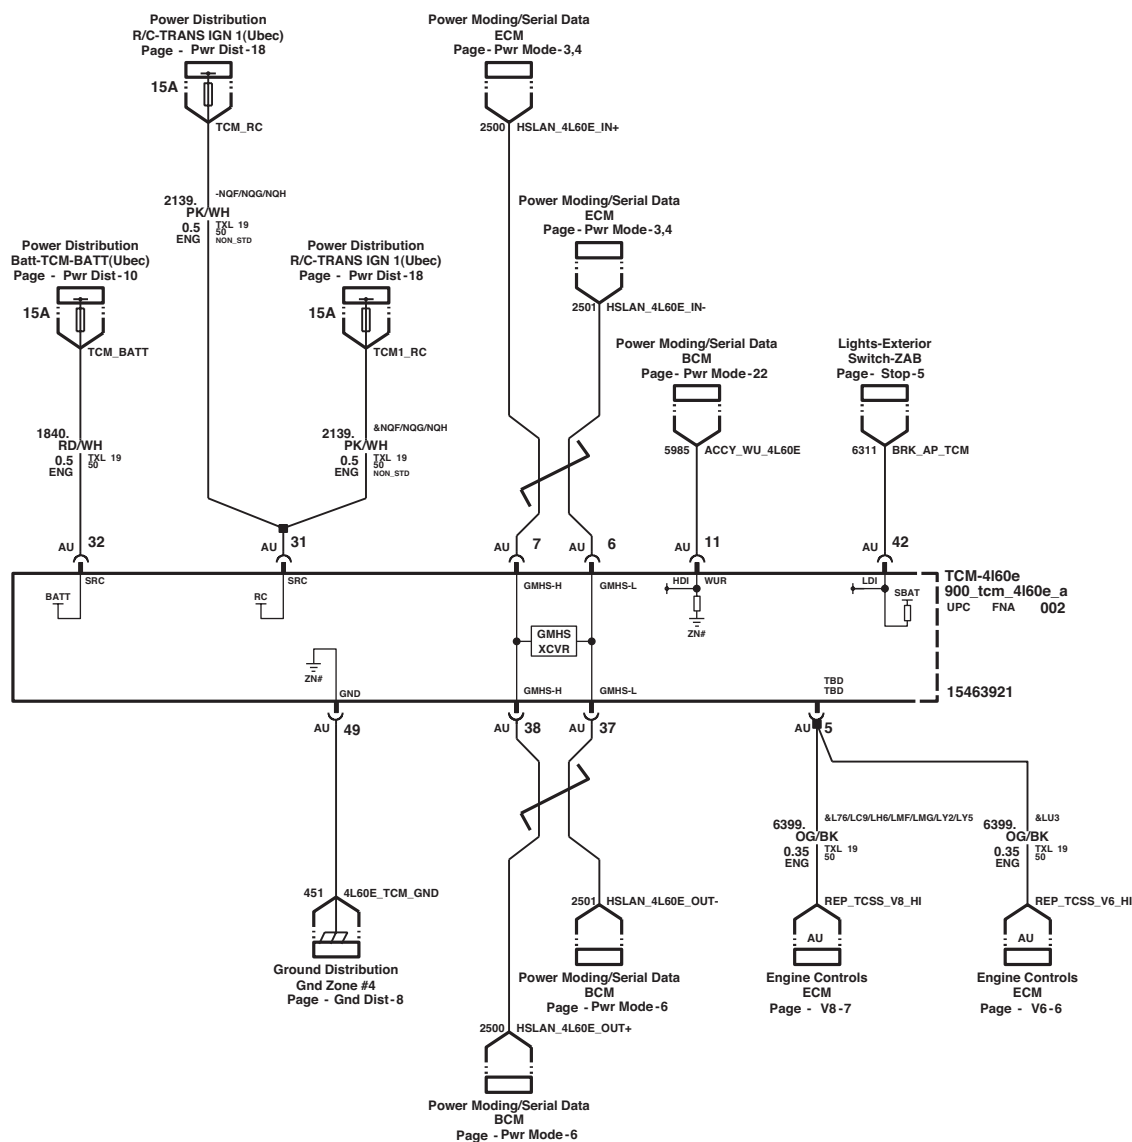 Power Distribution
R/C-TRANS IGN 1(Ubec)
Page - Pwr Dist-18
15A
TCM_RC
2139.
PK/WH
0.5
ENG
-NQF/NQG/NQH
TXL 19
50
NON_STD
Power Moding/Serial Data
ECM
Page-Pwr Mode-3,4
2500 HSLAN_4L60E_IN+
Power Moding/Serial Data
ECM
Page-Pwr Mode-3,4
2501 HSLAN_4L60E_IN-
Power Distribution
Batt-TCM-BATT(Ubec)
Page - Pwr Dist-10
15A
TCM_BATT
1840.
RD/WH
0.5
ENG
TXL 19
50
Power Distribution
R/C-TRANS IGN 1(Ubec)
Page - Pwr Dist-18
15A
TCM1_RC
2139.
PK/WH
0.5
ENG
&NQF/NQG/NQH
TXL 19
50
NON_STD
Power Moding/Serial Data
BCM
Page-Pwr Mode-22
5985 ACCY_WU_4L60E
Lights-Exterior
Switch-ZAB
Page- Stop-5
6311 BRK_AP_TCM
AU 32
AU 31
AU 7
AU 6
AU 11
AU 42
SRC
BATT
SRC
RC
GMHS-H
GMHS-L
HDI WUR
ZN#
LDI
SBAT
TCM-4l60e
900_tcm_4l60e_a
UPC FNA 002
GMHS
XCVR
ZN#
GND
GMHS-H
GMHS-L
TBD
TBD
15463921
AU 49
AU 38
AU 37
AU 5
6399.
OG/BK
0.35
ENG
&L76/LC9/LH6/LMF/LMG/LY2/LY5
TXL 19
50
6399.
OG/BK
0.35
ENG
&LU3
TXL 19
50
451 4L60E_TCM_GND
Ground Distribution
Gnd Zone #4
Page - Gnd Dist-8
2501 HSLAN_4L60E_OUT-
Power Moding/Serial Data
BCM
Page -Pwr Mode-6
REP_TCSS_V8_HI
AU
Engine Controls
ECM
Page - V8-7
REP_TCSS_V6_HI
AU
Engine Controls
ECM
Page - V6-6
2500 HSLAN_4L60E_OUT+
Power Moding/Serial Data
BCM
Page -Pwr Mode-6